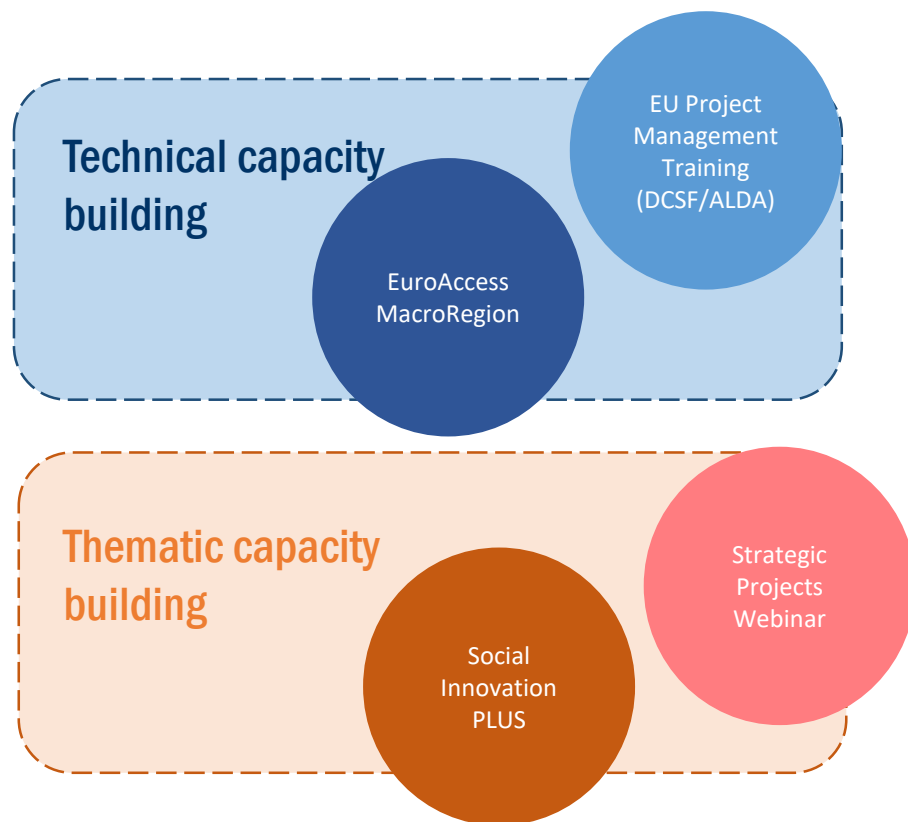 Technical capacity
building
EU Project
Management
Training
(DCSF/ALDA)
EuroAccess
MacroRegion
Thematic capacity
building
Strategic
Projects
Webinar
Social
Innovation
PLUS